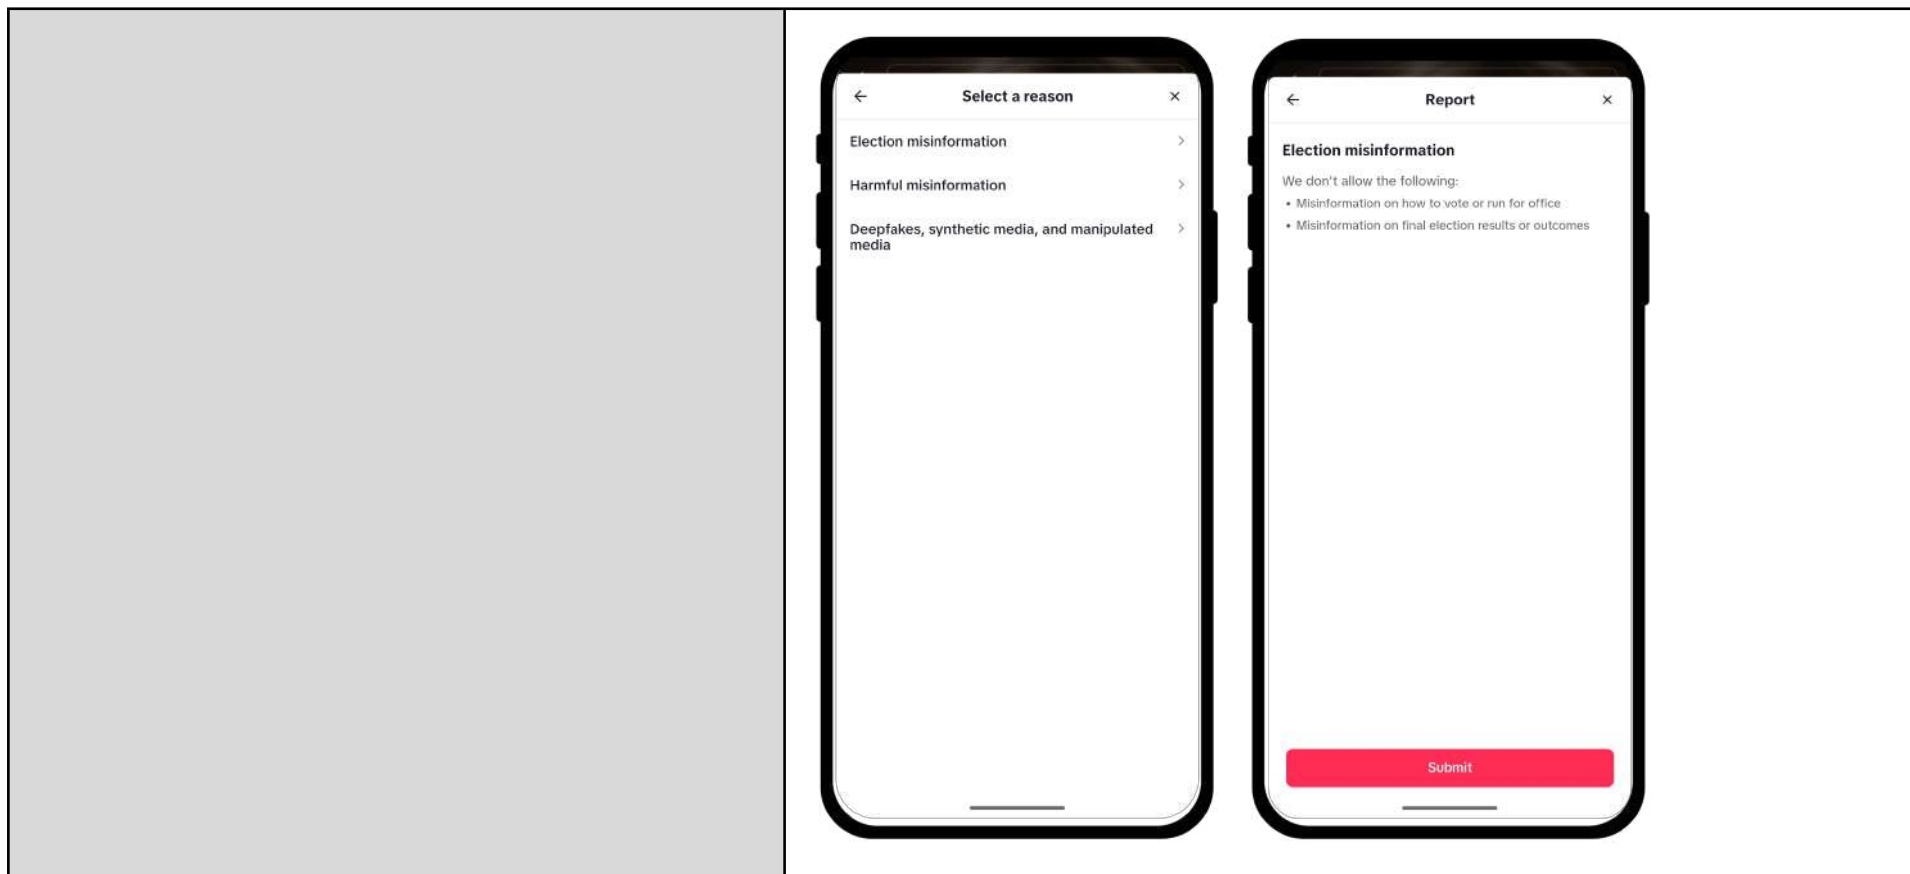 Select a reason
Election misinformation
Harmful misinformation
Deepfakes, synthetic media, and manipulated
media
Report
Election misinformation
We don't allow the following:
• Misinformation on how to vote or run for office
• Misinformation on final election results or outcomes
Submit